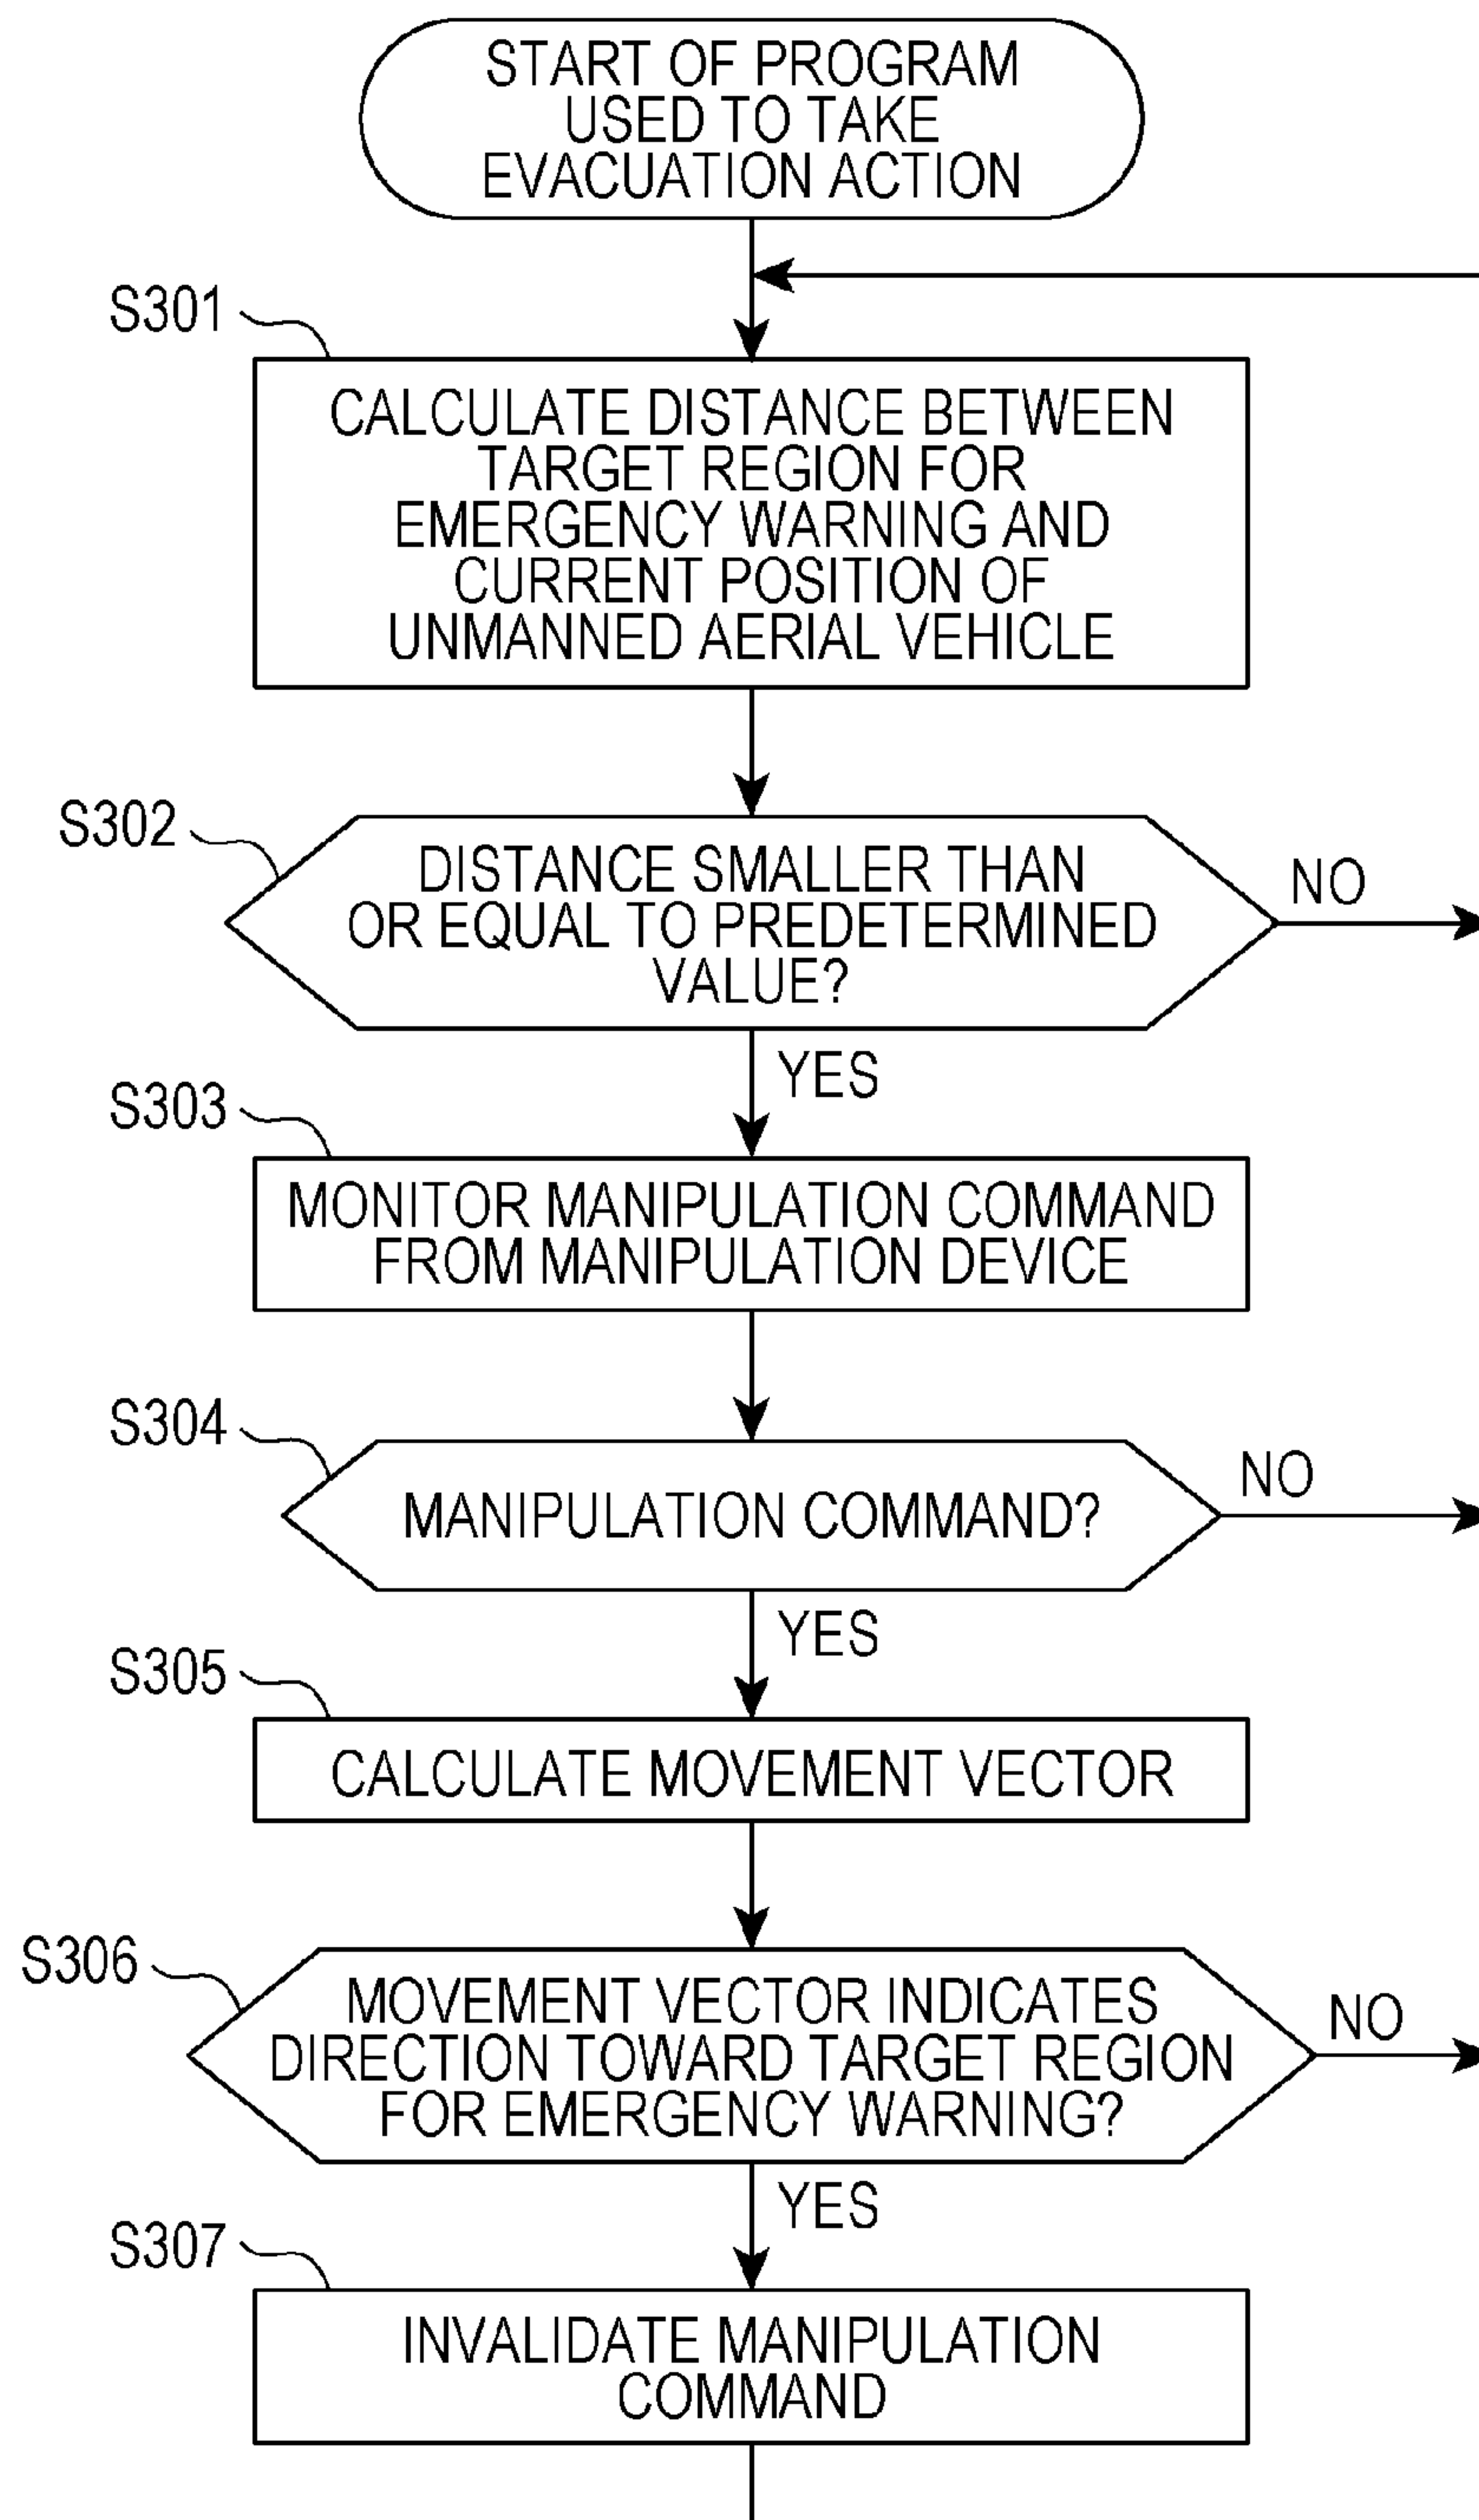 START OF PROGRAM
USED TO TAKE
EVACUATION ACTION
S301
CALCULATE DISTANCE BETWEEN
TARGET REGION FOR
EMERGENCY WARNING AND
CURRENT POSITION OF
UNMANNED AERIAL VEHICLE
S302
DISTANCE SMALLER THAN
OR EQUAL TO PREDETERMINED
VALUE?
NO
YES
S303
MONITOR MANIPULATION COMMAND
FROM MANIPULATION DEVICE
S304
MANIPULATION COMMAND?
NO
YES
S305
CALCULATE MOVEMENT VECTOR
S306
MOVEMENT VECTOR INDICATES
DIRECTION TOWARD TARGET REGION
FOR EMERGENCY WARNING?
NO
YES
S307
INVALIDATE MANIPULATION
COMMAND